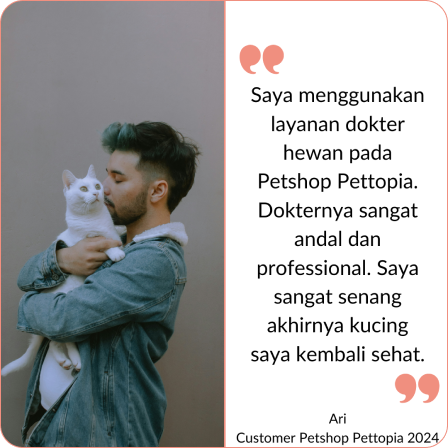 Saya menggunakan
layanan dokter
hewan pada
Petshop Pettopia.
Dokternya sangat
andal dan
professional. Saya
sangat senang
akhirnya kucing
saya kembali sehat.
Ari
Customer Petshop Pettopia 2024